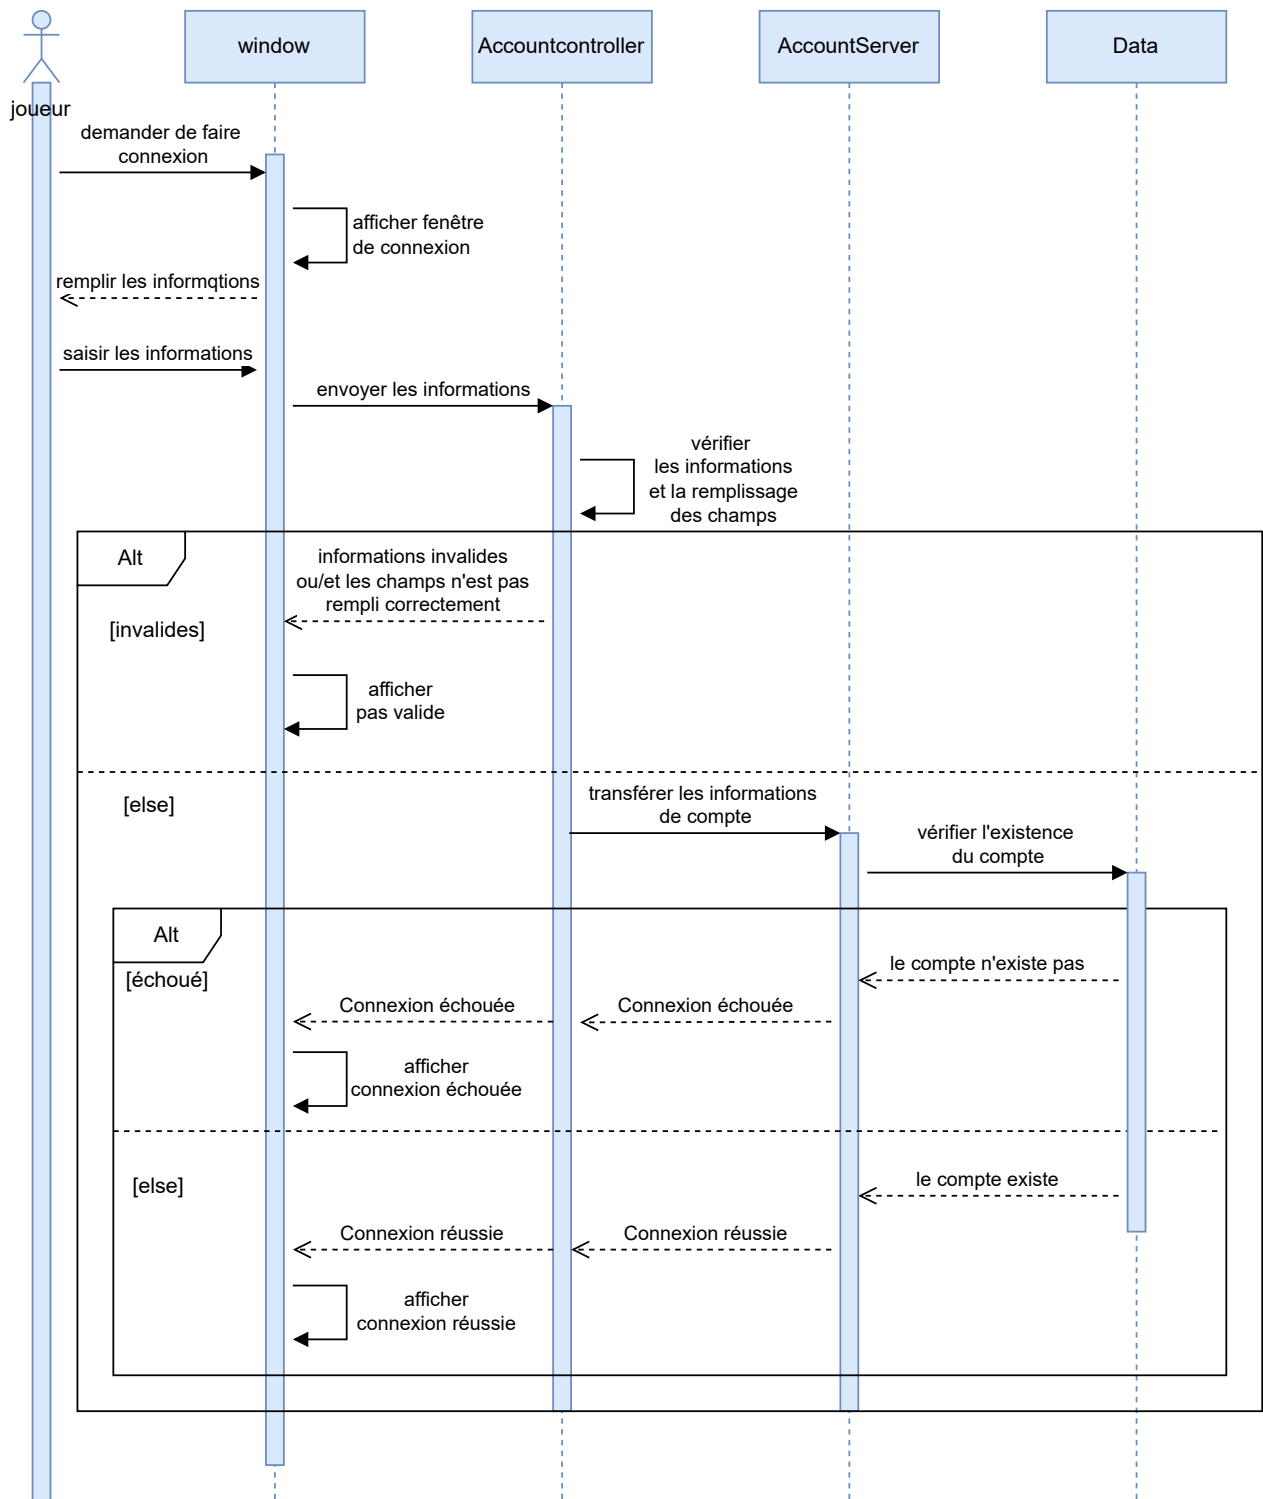 window
Accountcontroller
AccountServer
Data
joueur
demander de faire
connexion
afficher fenêtre
de connexion
remplir les informqtions
saisir les informations
envoyer les informations
vérifier
les informations
et la remplissage
des champs
Alt
informations invalides
ou/et les champs n'est pas
rempli correctement
[invalides]
afficher
pas valide
[else]
transférer les informations
de compte
vérifier l'existence
du compte
Alt
[échoué]
le compte n'existe pas
Connexion échouée
Connexion échouée
afficher
connexion échouée
[else]
le compte existe
Connexion réussie
Connexion réussie
afficher
connexion réussie